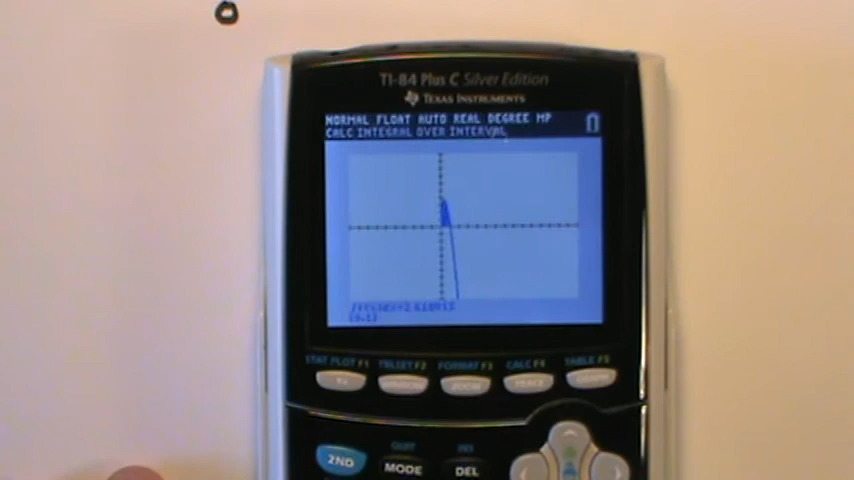 TI-84 Plus C Silver Edition
TEXAS INSTRUMENTS
NORMAL FLOAT AUTO REAL DEGREE MP
CALC INTEGRAL OVER INTERVAL
STAT PLOT F1 TBLSET F2 FORMAT F3 CALC F4 TABLE F5
Y= WINDOW ZOOM TRACE GRAPH
QUIT INS
2ND MODE DEL